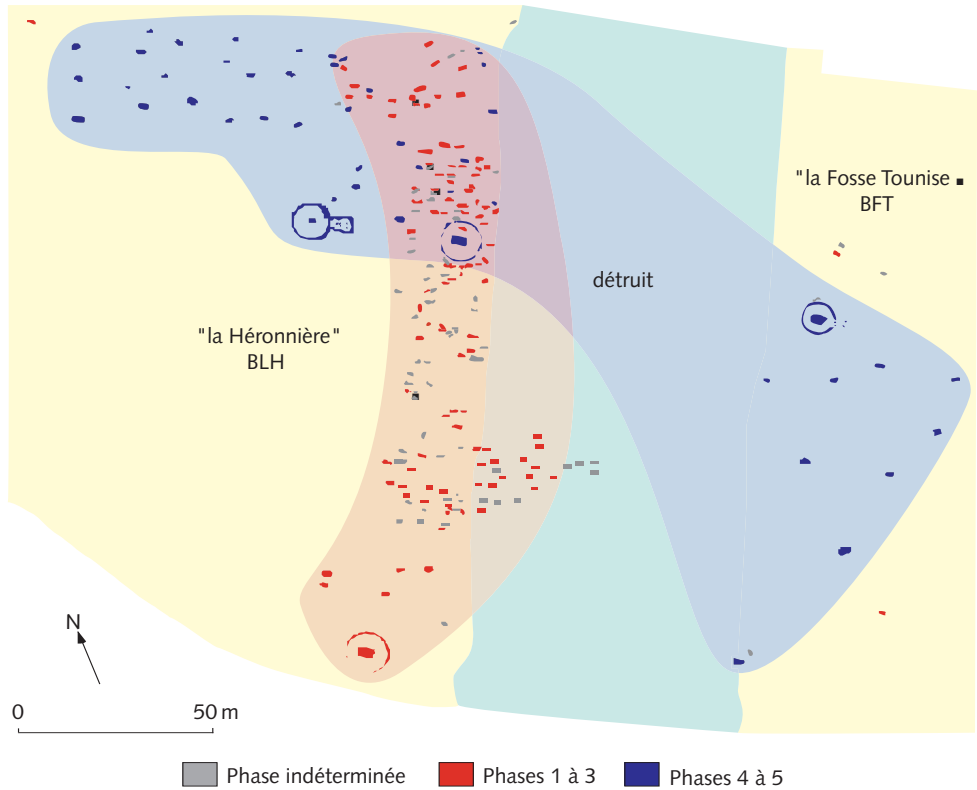 "la Fosse Tounise
BFT
détruit
"la Héronnière"
BLH
N
0 50 m
Phase indéterminée Phases 1 à 3 Phases 4 à 5